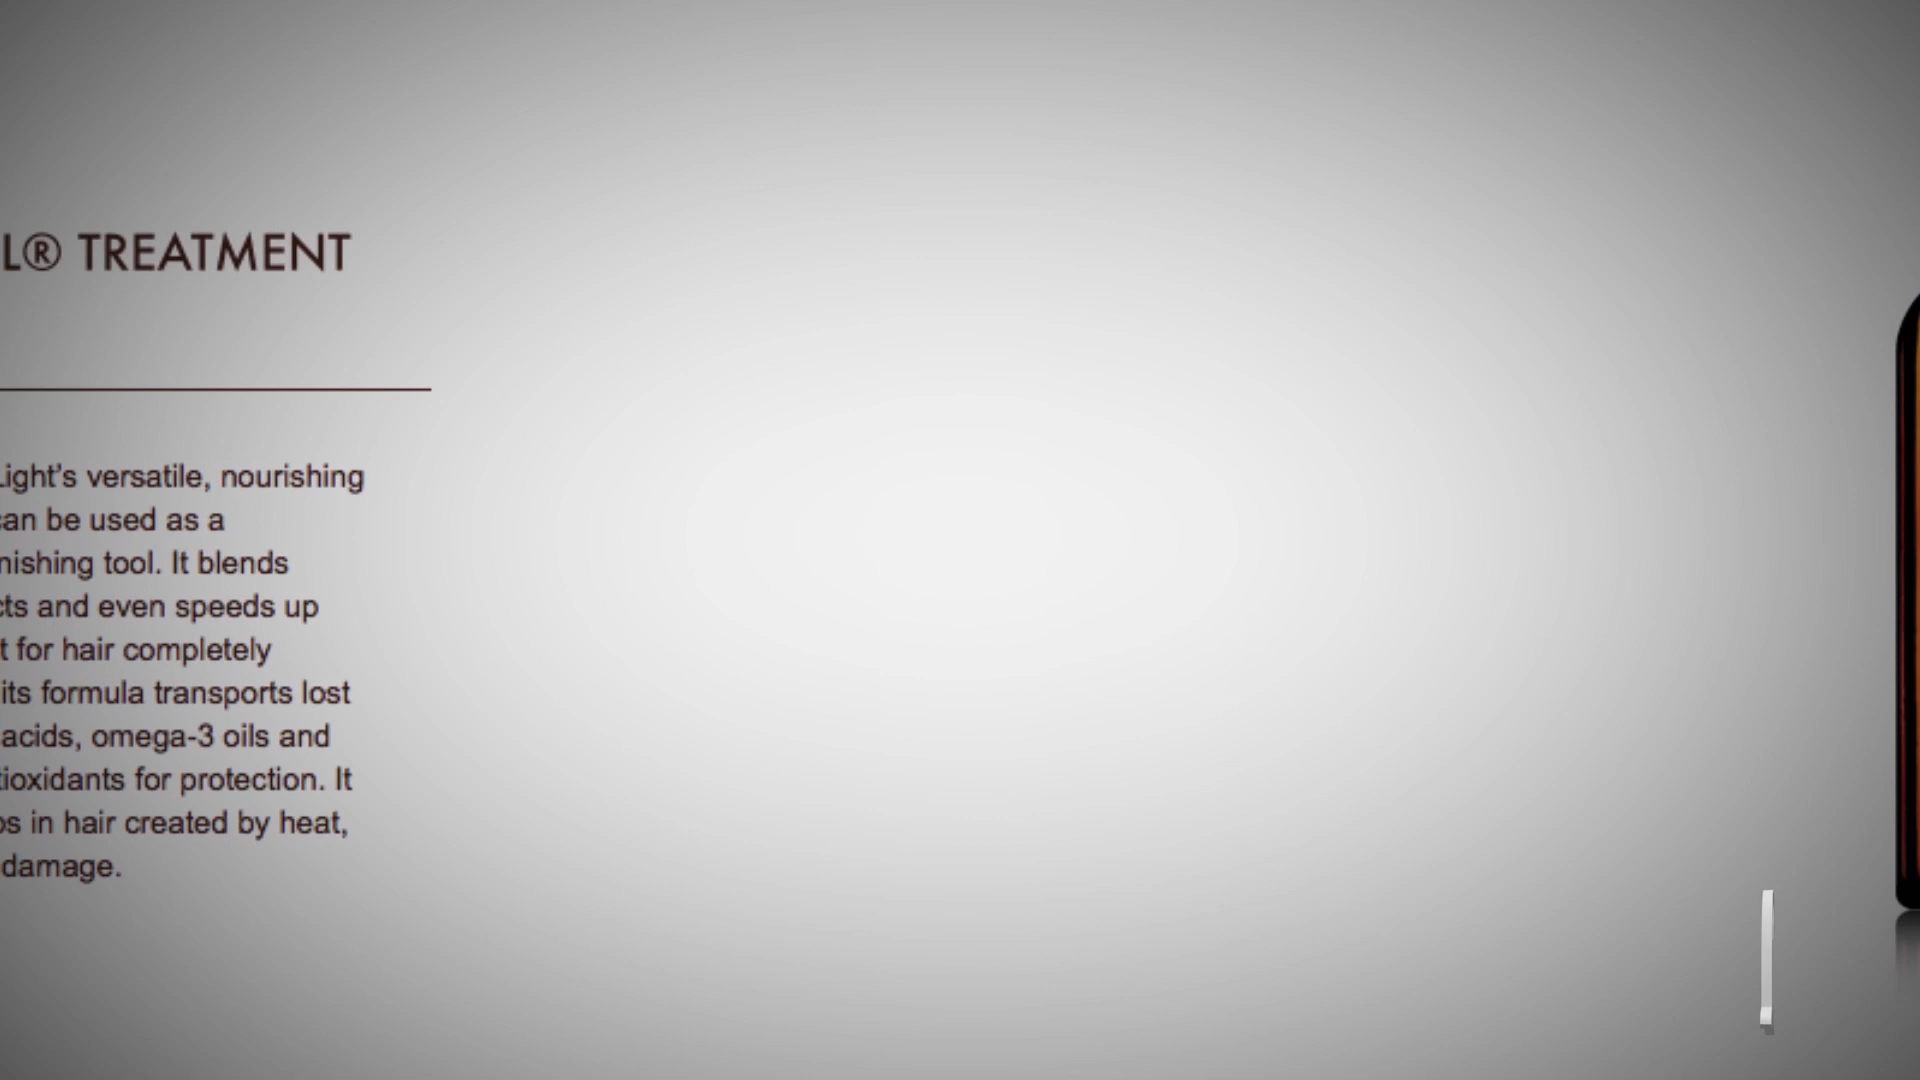 L® TREATMENT
Light's versatile, nourishing
can be used as a
nishing tool. It blends
cts and even speeds up
t for hair completely
its formula transports lost
acids, omega-3 oils and
tioxidants for protection. It
ps in hair created by heat,
damage.